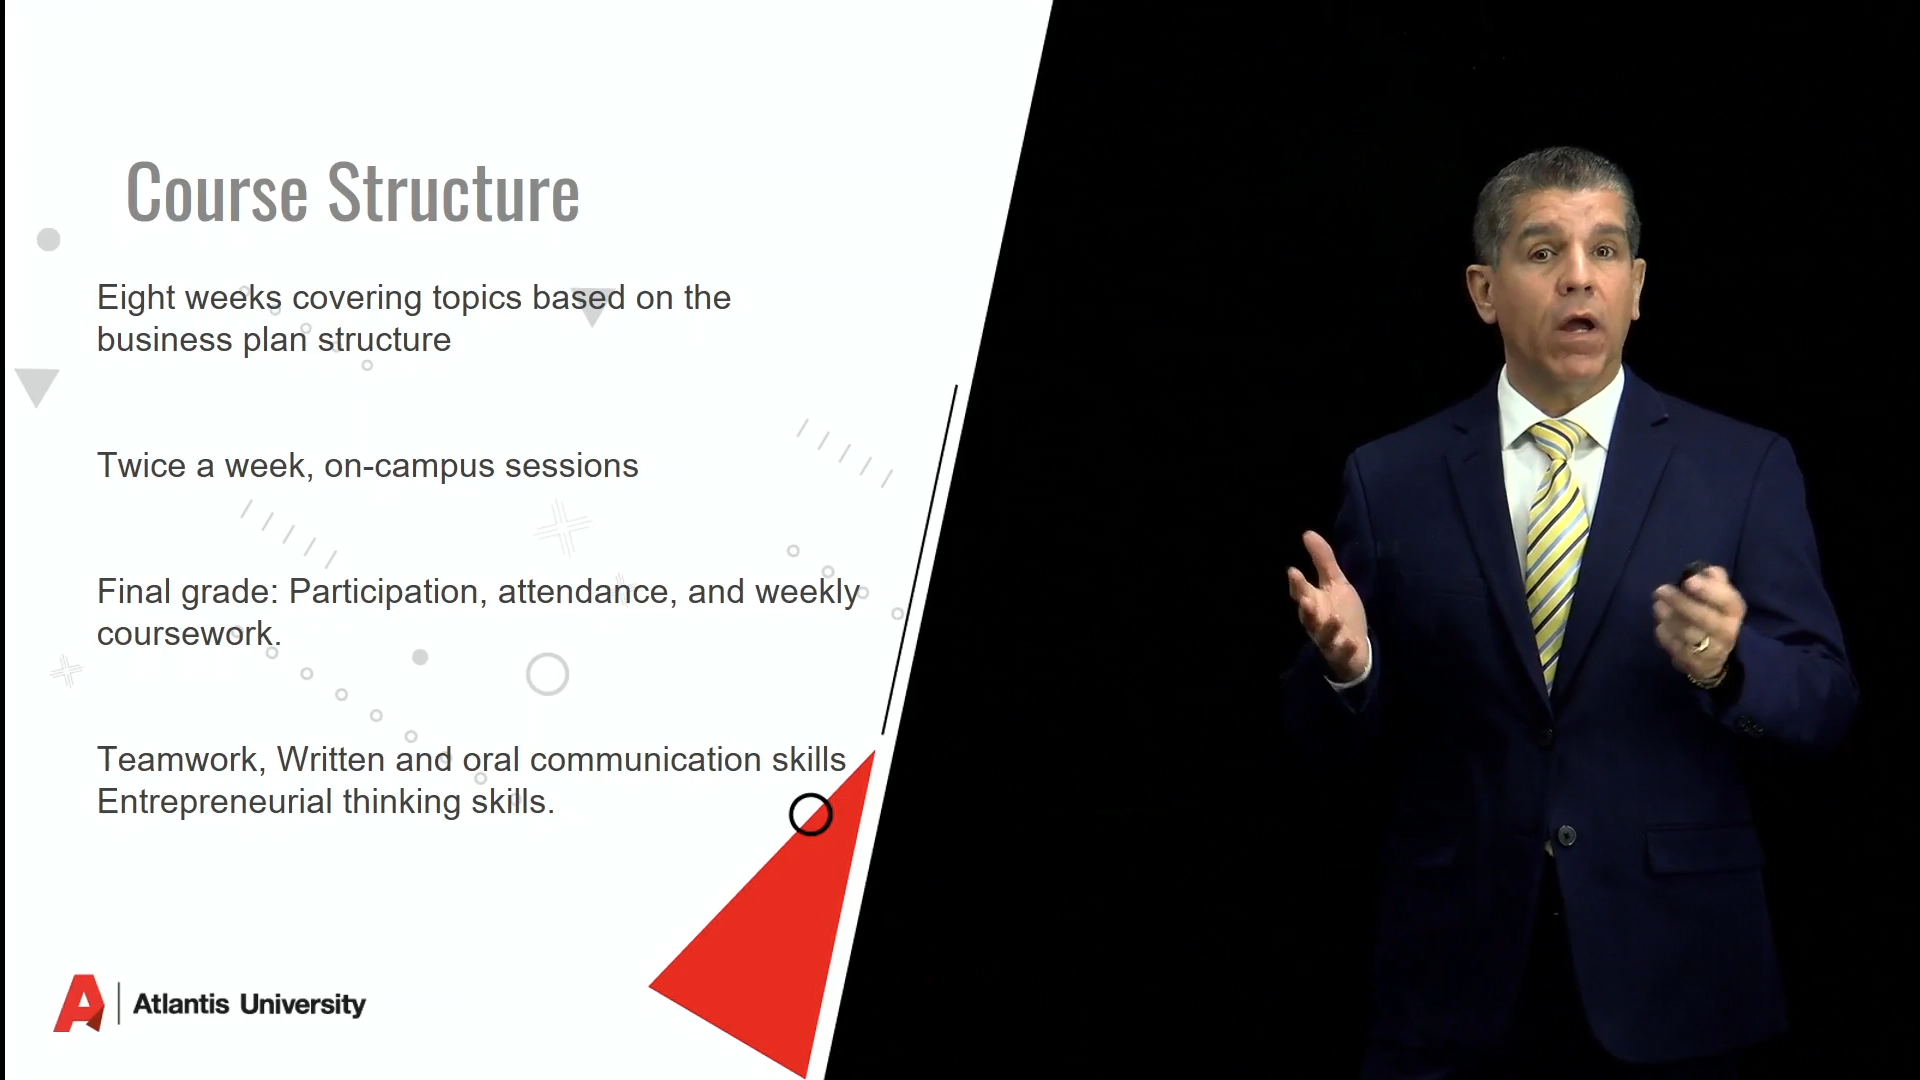 Course Structure
Eight weeks covering topics based on the
business plan structure
Twice a week, on-campus sessions
Final grade: Participation, attendance, and weekly
coursework.
Teamwork, Written and oral communication skills
Entrepreneurial thinking skills.
Atlantis University